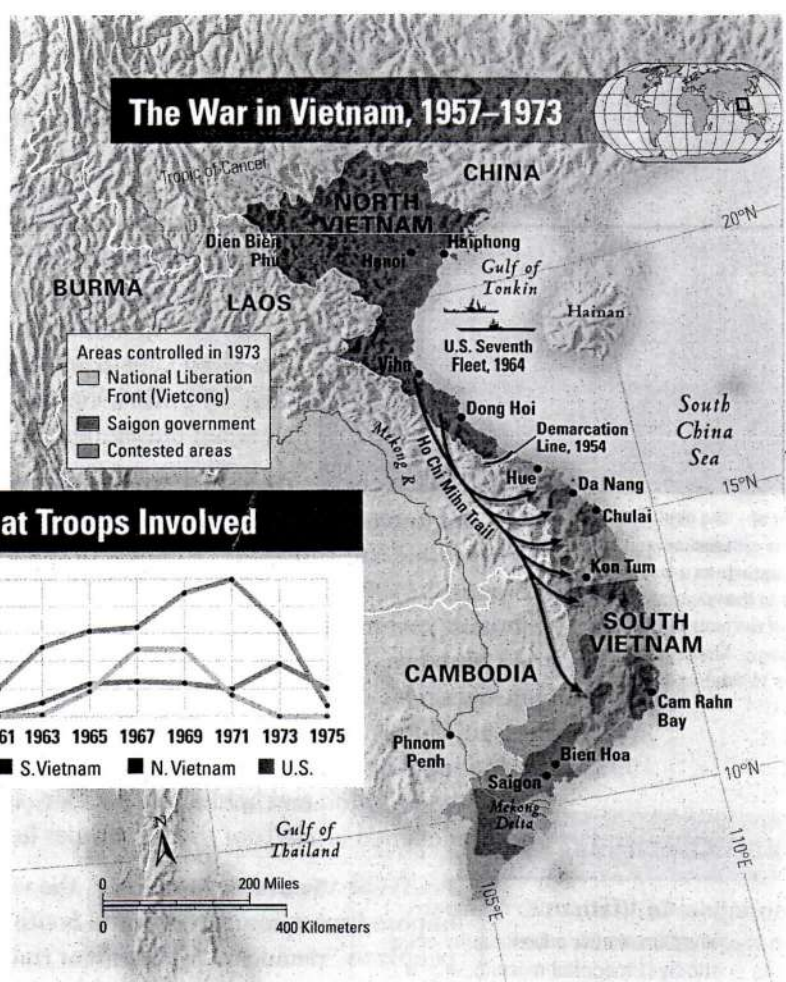 The War in Vietnam, 1957–1973
Tropic of Cancer
CHINA
NORTH
VIETNAM
20°N
Dien Bien
Phu
Hanoi
Haiphong
Gulf of
Tonkin
BURMA
LAOS
Hainan
U.S. Seventh
Fleet, 1964
Areas controlled in 1973
National Liberation
Front (Vietcong)
Saigon government
Contested areas
Vihn
Dong Hoi
Demarcation
Line, 1954
South
China
Sea
Mekong R
Ho Chi Mihn Trail
Hue
Da Nang
15°N
Chulai
at Troops Involved
Kon Tum
SOUTH
VIETNAM
CAMBODIA
Cam Rahn
Bay
61 1963 1965 1967 1969 1971 1973 1975
S. Vietnam N. Vietnam U.S.
Phnom
Penh
Bien Hoa
Saigon
10°N
Mekong
Delta
N
Gulf of
Thailand
110°E
105°E
0 200 Miles
0 400 Kilometers